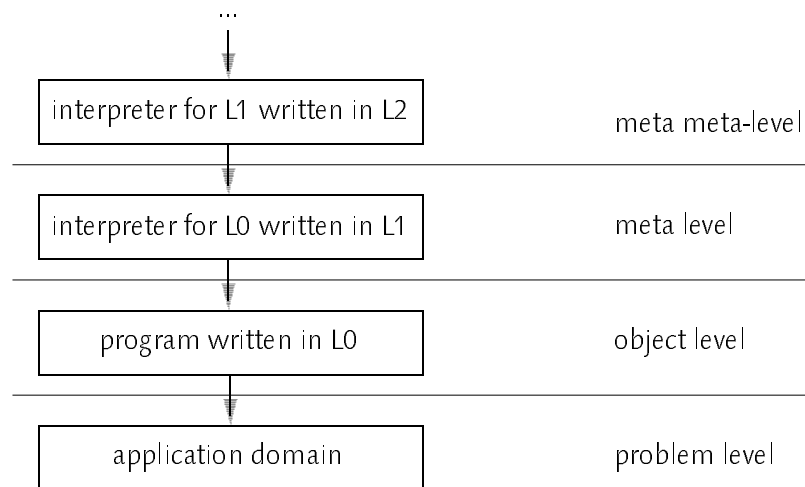 ...
interpreter for L1 written in L2
meta meta-level
interpreter for L0 written in L1
meta level
program written in L0
object level
application domain
problem level